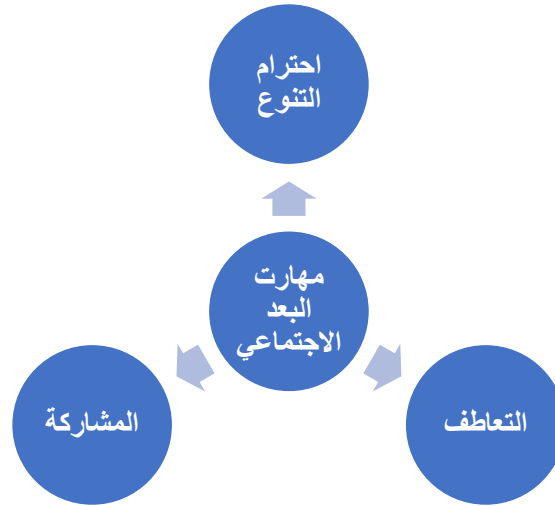 احترام
التنوع
مهارت
البعد
الاجتماعي
المشاركة
التعاطف